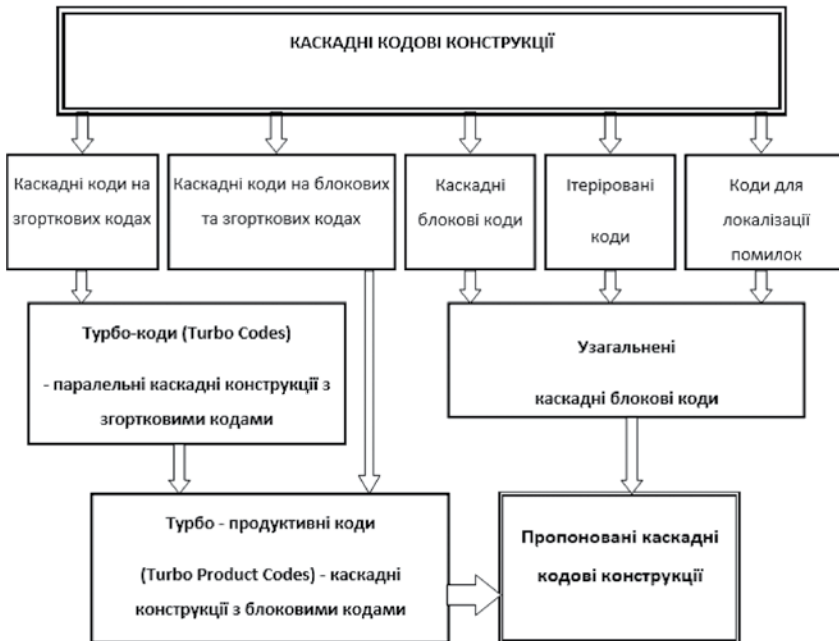 КАСКАДНІ КОДОВІ КОНСТРУКЦІЇ
Каскадні коди на
згорткових кодах
Каскадні коди на блокових
та згорткових кодах
Каскадні
блокові коди
Ітеріровані
коди
Коди для
локалізації
помилок
Турбо-коди (Turbo Codes)
- паралельні каскадні конструкції з
згортковими кодами
Узагальнені
каскадні блокові коди
Турбо - продуктивні коди
(Turbo Product Codes) - каскадні
конструкції з блоковими кодами
Пропоновані каскадні
кодові конструкції